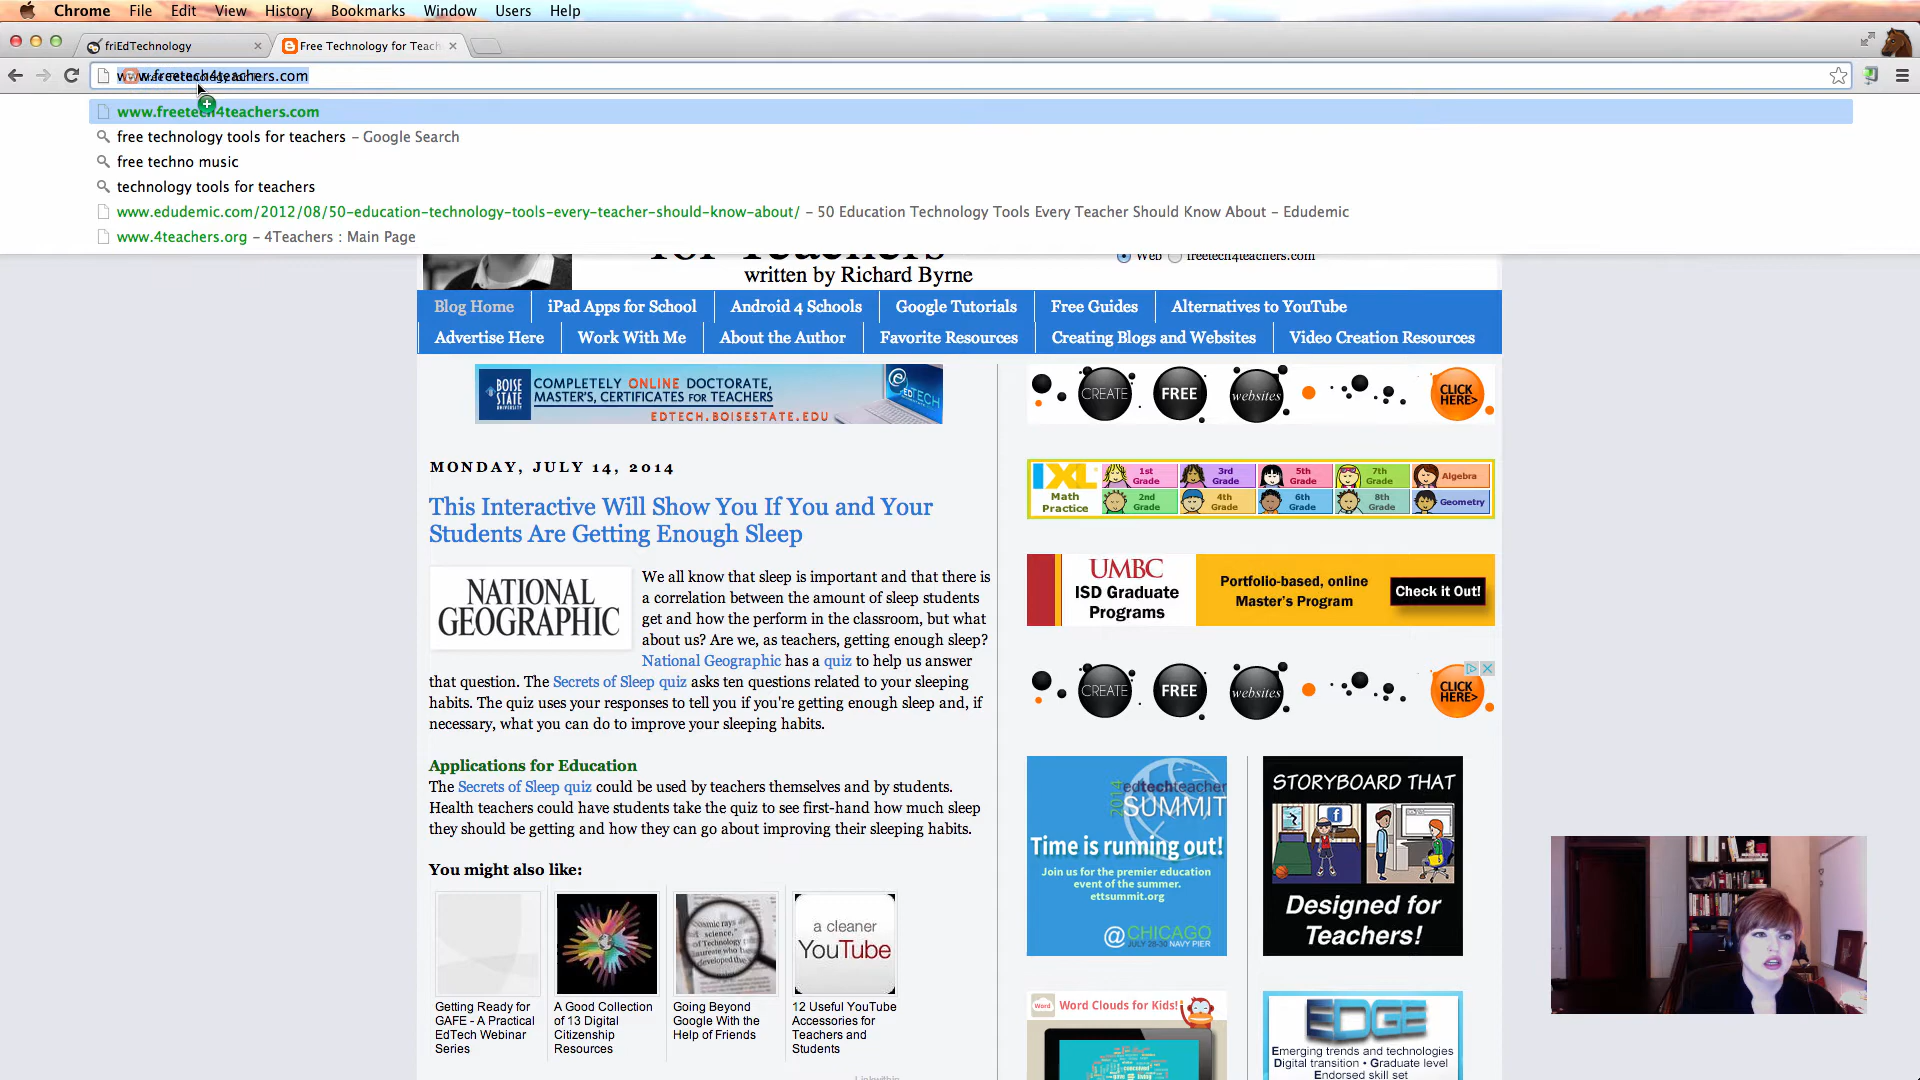 Chrome File Edit View History Bookmarks Window Users Help
friEdTechnology
Free Technology for Teach
www.freetech4teachers.com
www.freetech4teachers.com
free technology tools for teachers – Google Search
free techno music
technology tools for teachers
www.edudemic.com/2012/08/50-education-technology-tools-every-teacher-should-know-about/ – 50 Education Technology Tools Every Teacher Should Know About – Edudemic
www.4teachers.org – 4Teachers : Main Page
for Teachers
written by Richard Byrne
Web freetech4teachers.com
Blog Home iPad Apps for School Android 4 Schools Google Tutorials Free Guides Alternatives to YouTube
Advertise Here Work With Me About the Author Favorite Resources Creating Blogs and Websites Video Creation Resources
BOISE STATE
COMPLETELY ONLINE DOCTORATE,
MASTER'S, CERTIFICATES FOR TEACHERS
EDTECH.BOISESTATE.EDU
@ EDTECH
MONDAY, JULY 14, 2014
This Interactive Will Show You If You and Your
Students Are Getting Enough Sleep
NATIONAL
GEOGRAPHIC
We all know that sleep is important and that there is
a correlation between the amount of sleep students
get and how the perform in the classroom, but what
about us? Are we, as teachers, getting enough sleep?
National Geographic has a quiz to help us answer
that question. The Secrets of Sleep quiz asks ten questions related to your sleeping
habits. The quiz uses your responses to tell you if you're getting enough sleep and, if
necessary, what you can do to improve your sleeping habits.
Applications for Education
The Secrets of Sleep quiz could be used by teachers themselves and by students.
Health teachers could have students take the quiz to see first-hand how much sleep
they should be getting and how they can go about improving their sleeping habits.
You might also like:
a cleaner
YouTube
Getting Ready for
GAFE - A Practical
EdTech Webinar
Series
A Good Collection
of 13 Digital
Citizenship
Resources
Going Beyond
Google With the
Help of Friends
12 Useful YouTube
Accessories for
Teachers and
Students
Linkwithin
CREATE FREE websites CLICK HERE>
IXL
Math
Practice
1st Grade
3rd Grade
5th Grade
7th Grade
Algebra
2nd Grade
4th Grade
6th Grade
8th Grade
Geometry
UMBC
ISD Graduate
Programs
Portfolio-based, online
Master's Program
Check it Out!
CREATE FREE websites CLICK HERE>
2014
edtechteacher
SUMMIT
Time is running out!
Join us for the premier education
event of the summer.
ettsummit.org
@CHICAGO
JULY 28-30 NAVY PIER
STORYBOARD THAT
Designed for
Teachers!
Word Word Clouds for Kids!
EDGE
Emerging trends and technologies
Digital transition • Graduate level
Endorsed skill set